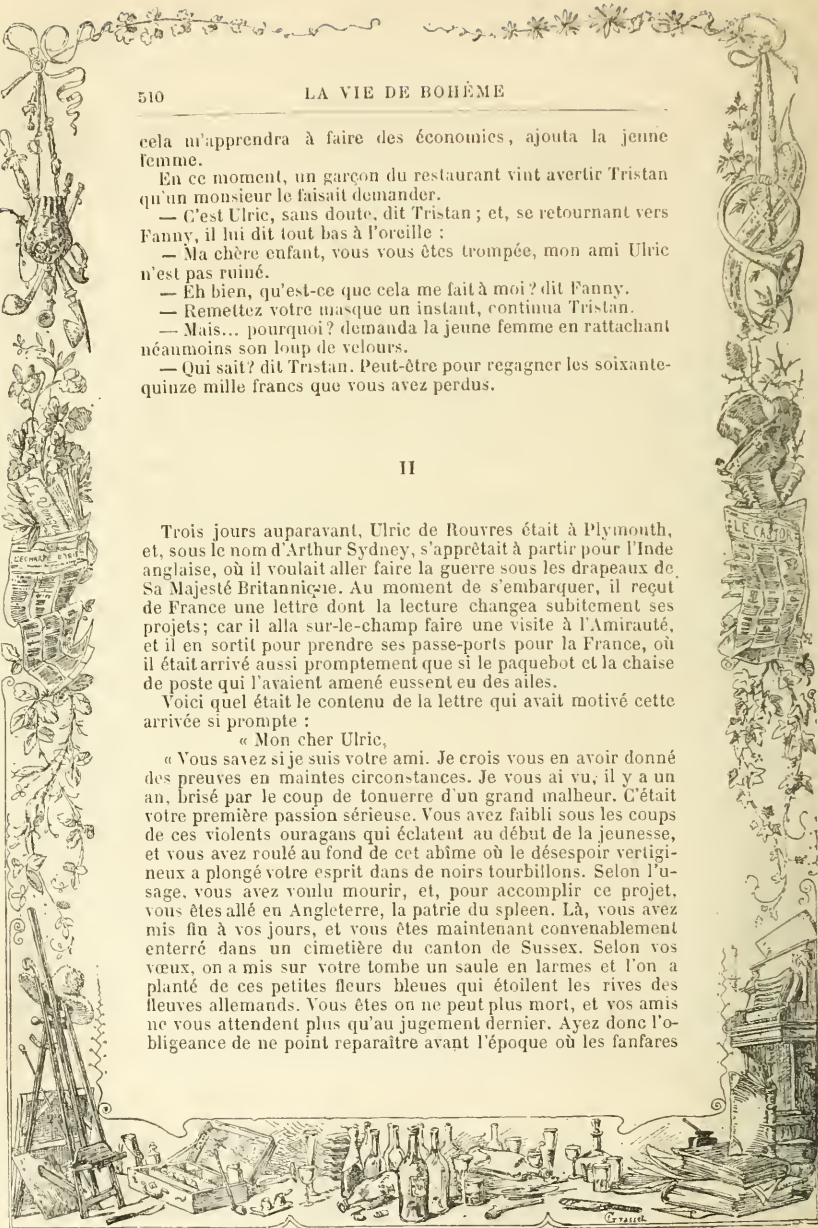 510
LA VIE DE BOHÈME
cela m'apprendra à faire des économies, ajouta la jeune
femme.
En ce moment, un garçon du restaurant vint avertir Tristan
qu'un monsieur le faisait demander.
— C'est Ulric, sans doute, dit Tristan ; et, se retournant vers
Fanny, il lui dit tout bas à l'oreille :
— Ma chère enfant, vous vous êtes trompée, mon ami Ulric
n'est pas ruiné.
— Eh bien, qu'est-ce que cela me fait à moi ? dit Fanny.
— Remettez votre masque un instant, continua Tristan.
— Mais... pourquoi ? demanda la jeune femme en rattachant
néanmoins son loup de velours.
— Qui sait ? dit Tristan. Peut-être pour regagner les soixante-
quinze mille francs que vous avez perdus.
II
Trois jours auparavant, Ulric de Rouvres était à Plymouth,
et, sous le nom d'Arthur Sydney, s'apprêtait à partir pour l'Inde
anglaise, où il voulait aller faire la guerre sous les drapeaux de
Sa Majesté Britannique. Au moment de s'embarquer, il reçut
de France une lettre dont la lecture changea subitement ses
projets ; car il alla sur-le-champ faire une visite à l'Amirauté,
et il en sortit pour prendre ses passe-ports pour la France, où
il était arrivé aussi promptement que si le paquebot et la chaise
de poste qui l'avaient amené eussent eu des ailes.
Voici quel était le contenu de la lettre qui avait motivé cette
arrivée si prompte :
« Mon cher Ulric,
« Vous savez si je suis votre ami. Je crois vous en avoir donné
des preuves en maintes circonstances. Je vous ai vu, il y a un
an, brisé par le coup de tonuerre d'un grand malheur. C'était
votre première passion sérieuse. Vous avez faibli sous les coups
de ces violents ouragans qui éclatent au début de la jeunesse,
et vous avez roulé au fond de cet abîme où le désespoir vertigi-
neux a plongé votre esprit dans de noirs tourbillons. Selon l'u-
sage, vous avez voulu mourir, et, pour accomplir ce projet,
vous êtes allé en Angleterre, la patrie du spleen. Là, vous avez
mis fin à vos jours, et vous êtes maintenant convenablement
enterré dans un cimetière du canton de Sussex. Selon vos
vœux, on a mis sur votre tombe un saule en larmes et l'on a
planté de ces petites fleurs bleues qui étoilent les rives des
fleuves allemands. Vous êtes on ne peut plus mort, et vos amis
ne vous attendent plus qu'au jugement dernier. Ayez donc l'o-
bligeance de ne point reparaître avant l'époque où les fanfares
LE CASTOR
L'ECHARPE D'IRIS
Grasset